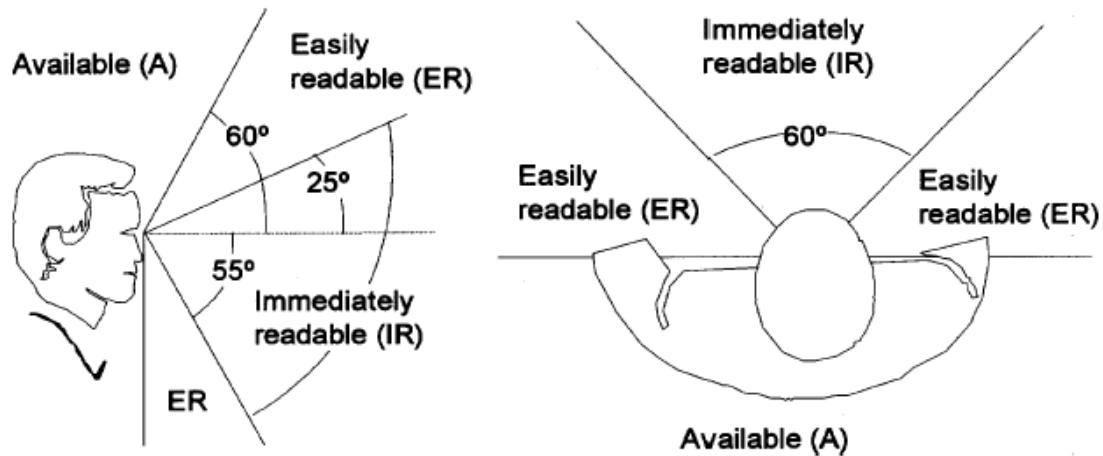 Available (A)
Easily
readable (ER)
60º
25º
55º
Immediately
readable (IR)
ER
Immediately
readable (IR)
60º
Easily
readable (ER)
Easily
readable (ER)
Available (A)